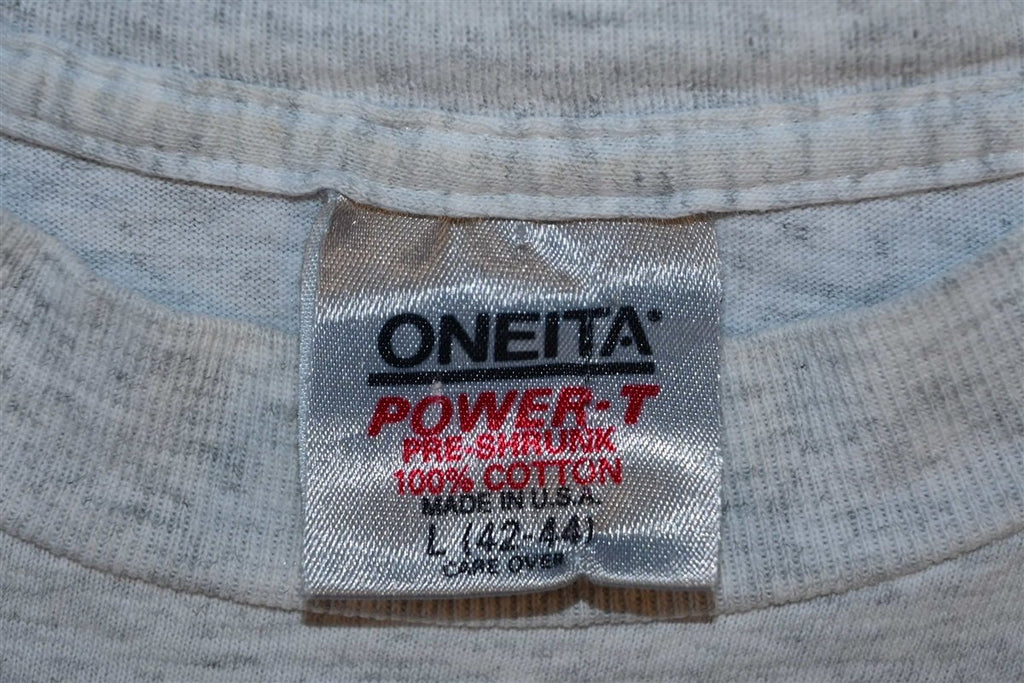 ONEITA
POWER-T
PRE-SHRUNK
100% COTTON
MADE IN U.S.A.
L (42-44)
CARE OVER